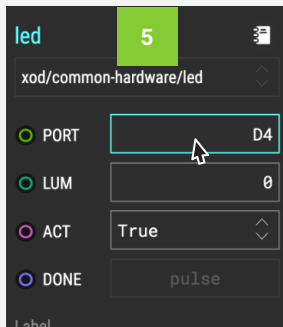 led
5
xod/common-hardware/led
PORT D4
LUM 0
ACT True
DONE pulse
Label